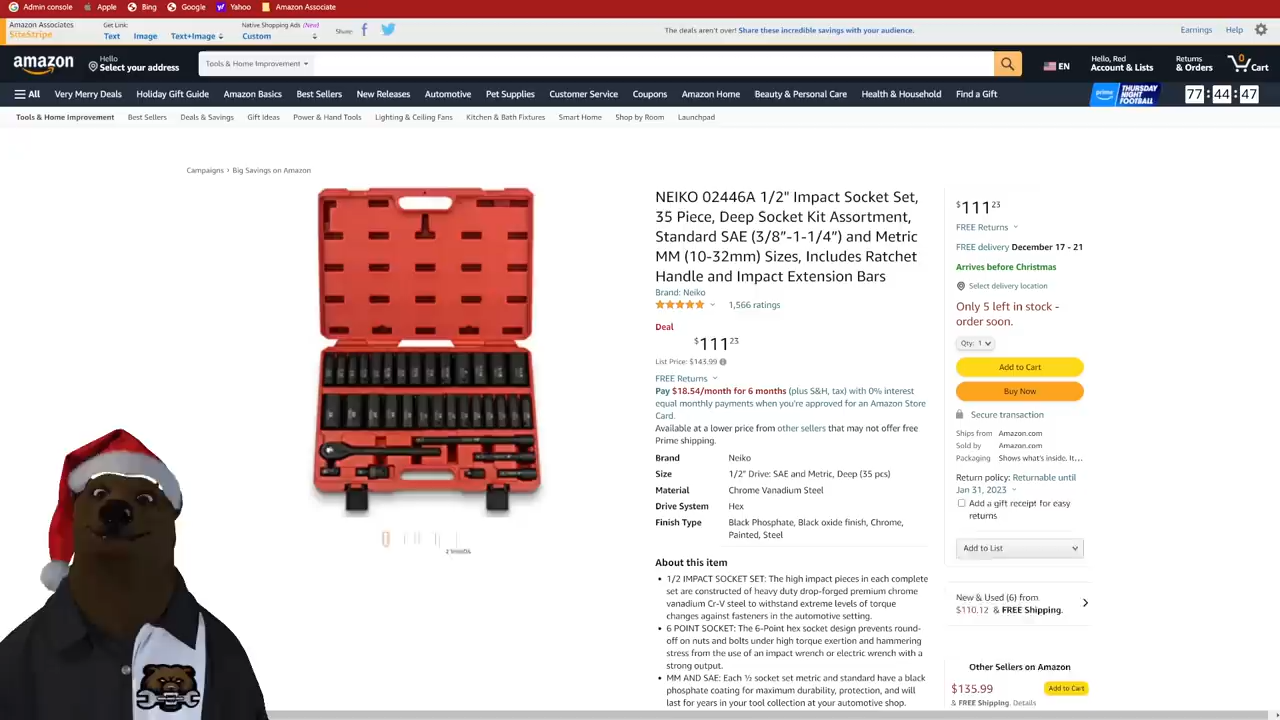 Admin console Apple Bing Google Yahoo Amazon Associate
Amazon Associates
SiteStripe
Get Link:
Text Image Text+Image
Native Shopping Ads (New)
Custom
Share:
The deals aren't over! Share these incredible savings with your audience.
Earnings Help
amazon
Hello
Select your address
Tools & Home Improvement
EN
Hello, Red
Account & Lists
Returns
& Orders
0
Cart
All Very Merry Deals Holiday Gift Guide Amazon Basics Best Sellers New Releases Automotive Pet Supplies Customer Service Coupons Amazon Home Beauty & Personal Care Health & Household Find a Gift
prime THURSDAY NIGHT FOOTBALL
77 : 44 : 47
Tools & Home Improvement Best Sellers Deals & Savings Gift Ideas Power & Hand Tools Lighting & Ceiling Fans Kitchen & Bath Fixtures Smart Home Shop by Room Launchpad
Campaigns › Big Savings on Amazon
NEIKO 02446A 1/2" Impact Socket Set,
35 Piece, Deep Socket Kit Assortment,
Standard SAE (3/8”-1-1/4”) and Metric
MM (10-32mm) Sizes, Includes Ratchet
Handle and Impact Extension Bars
Brand: Neiko
1,566 ratings
Deal
$111 23
List Price: $143.99
FREE Returns
Pay $18.54/month for 6 months (plus S&H, tax) with 0% interest
equal monthly payments when you're approved for an Amazon Store
Card.
Available at a lower price from other sellers that may not offer free
Prime shipping.
Brand Neiko
Size 1/2" Drive: SAE and Metric, Deep (35 pcs)
Material Chrome Vanadium Steel
Drive System Hex
Finish Type Black Phosphate, Black oxide finish, Chrome,
Painted, Steel
About this item
• 1/2 IMPACT SOCKET SET: The high impact pieces in each complete
set are constructed of heavy duty drop-forged premium chrome
vanadium Cr-V steel to withstand extreme levels of torque
changes against fasteners in the automotive setting.
• 6 POINT SOCKET: The 6-Point hex socket design prevents round-
off on nuts and bolts under high torque exertion and hammering
stress from the use of an impact wrench or electric wrench with a
strong output.
• MM AND SAE: Each ½ socket set metric and standard have a black
phosphate coating for maximum durability, protection, and will
last for years in your tool collection at your automotive shop.
$111 23
FREE Returns
FREE delivery December 17 - 21
Arrives before Christmas
Select delivery location
Only 5 left in stock -
order soon.
Qty: 1
Add to Cart
Buy Now
Secure transaction
Ships from Amazon.com
Sold by Amazon.com
Packaging Shows what's inside. It…
Return policy: Returnable until
Jan 31, 2023
Add a gift receipt for easy
returns
Add to List
New & Used (6) from
$110.12 & FREE Shipping.
Other Sellers on Amazon
$135.99 Add to Cart
& FREE Shipping. Details